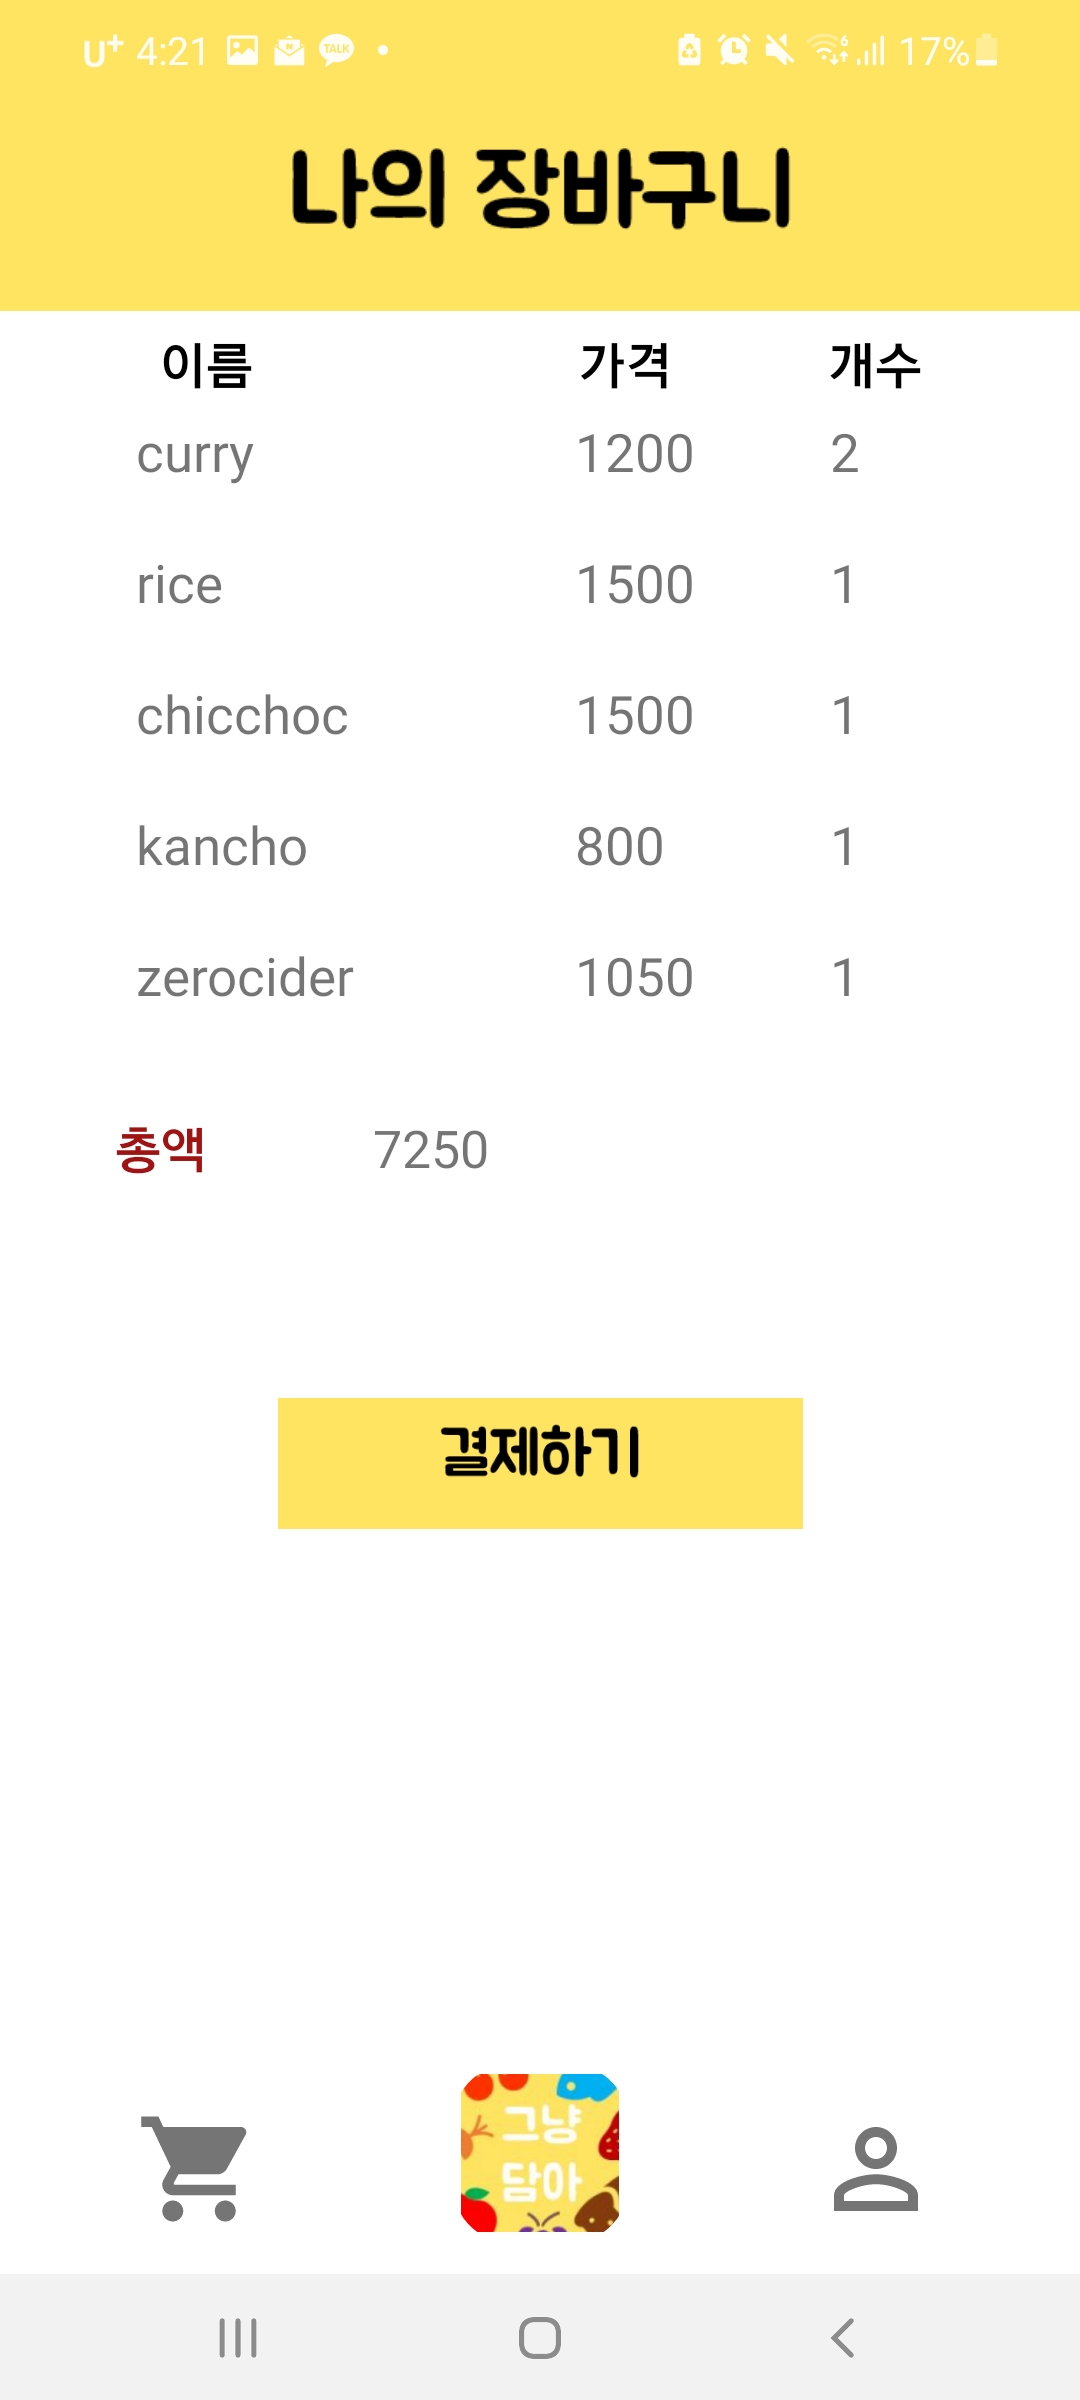 U+ 4:21 TALK 6 17%
나의 장바구니
이름 가격 개수
curry 1200 2
rice 1500 1
chicchoc 1500 1
kancho 800 1
zerocider 1050 1
총액 7250
결제하기
그냥
담아